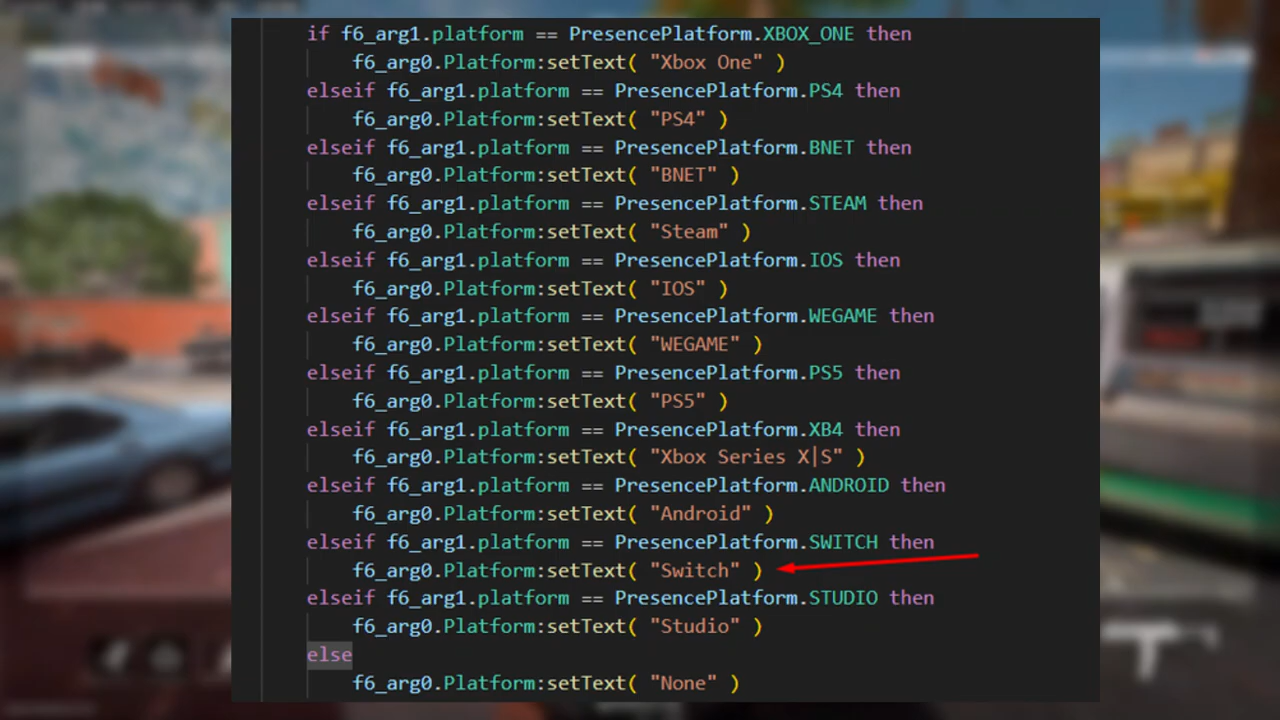 if f6_arg1.platform == PresencePlatform.XBOX_ONE then
f6_arg0.Platform:setText( "Xbox One" )
elseif f6_arg1.platform == PresencePlatform.PS4 then
f6_arg0.Platform:setText( "PS4" )
elseif f6_arg1.platform == PresencePlatform.BNET then
f6_arg0.Platform:setText( "BNET" )
elseif f6_arg1.platform == PresencePlatform.STEAM then
f6_arg0.Platform:setText( "Steam" )
elseif f6_arg1.platform == PresencePlatform.IOS then
f6_arg0.Platform:setText( "IOS" )
elseif f6_arg1.platform == PresencePlatform.WEGAME then
f6_arg0.Platform:setText( "WEGAME" )
elseif f6_arg1.platform == PresencePlatform.PS5 then
f6_arg0.Platform:setText( "PS5" )
elseif f6_arg1.platform == PresencePlatform.XB4 then
f6_arg0.Platform:setText( "Xbox Series X|S" )
elseif f6_arg1.platform == PresencePlatform.ANDROID then
f6_arg0.Platform:setText( "Android" )
elseif f6_arg1.platform == PresencePlatform.SWITCH then
f6_arg0.Platform:setText( "Switch" )
elseif f6_arg1.platform == PresencePlatform.STUDIO then
f6_arg0.Platform:setText( "Studio" )
else
f6_arg0.Platform:setText( "None" )